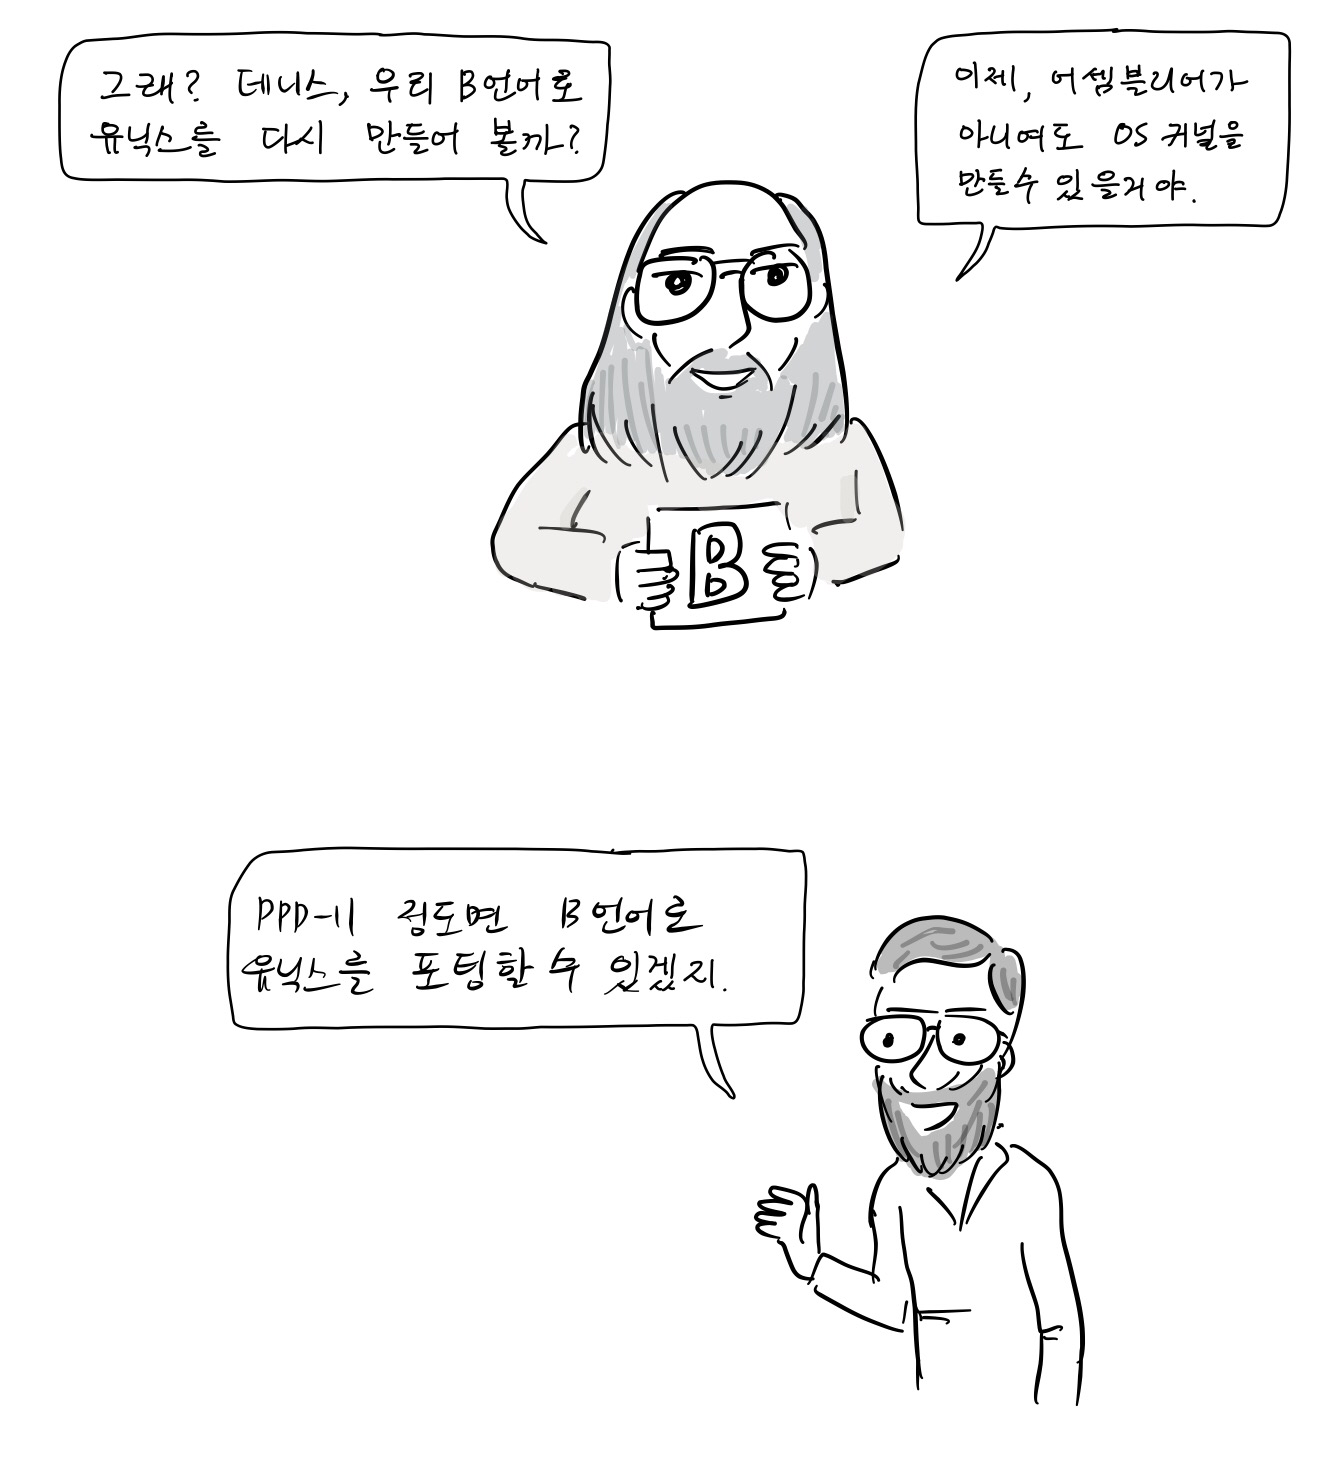 그래? 데니스, 우리 B언어로
유닉스를 다시 만들어 볼까?
이제, 어셈블리어가
아니여도 OS 커널을
만들수 있을거야.
B
PPD-11 정도면 B언어로
유닉스를 포팅할 수 있겠지.